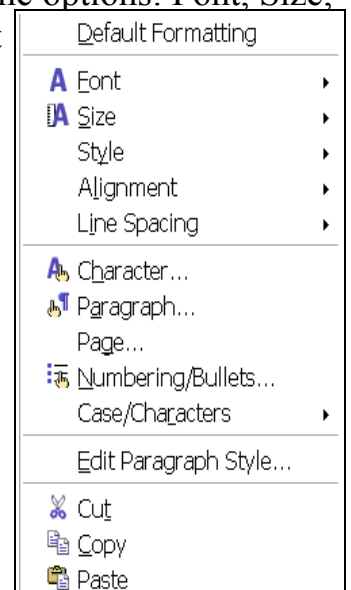 options: Font, Size,
Default Formatting
Font
Size
Style
Alignment
Line Spacing
Character...
Paragraph...
Page...
Numbering/Bullets...
Case/Characters
Edit Paragraph Style...
Cut
Copy
Paste